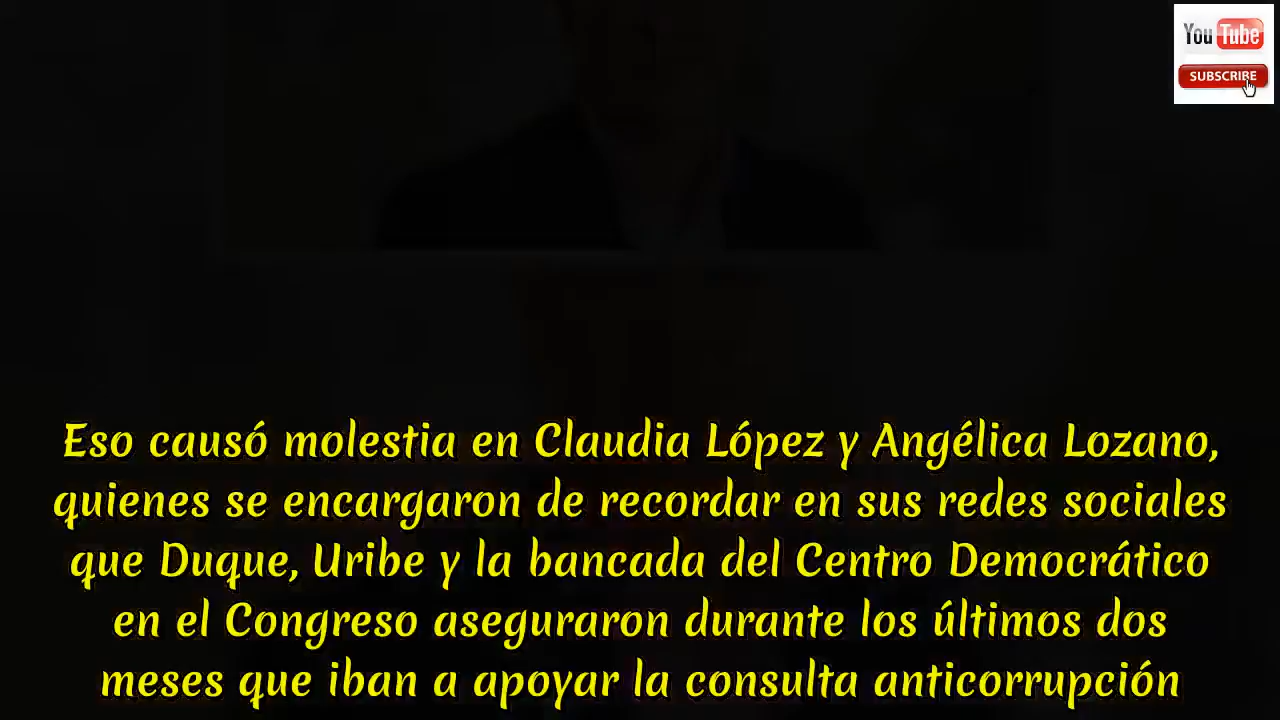 You Tube
SUBSCRIBE
Eso causó molestia en Claudia López y Angélica Lozano,
quienes se encargaron de recordar en sus redes sociales
que Duque, Uribe y la bancada del Centro Democrático
en el Congreso aseguraron durante los últimos dos
meses que iban a apoyar la consulta anticorrupción